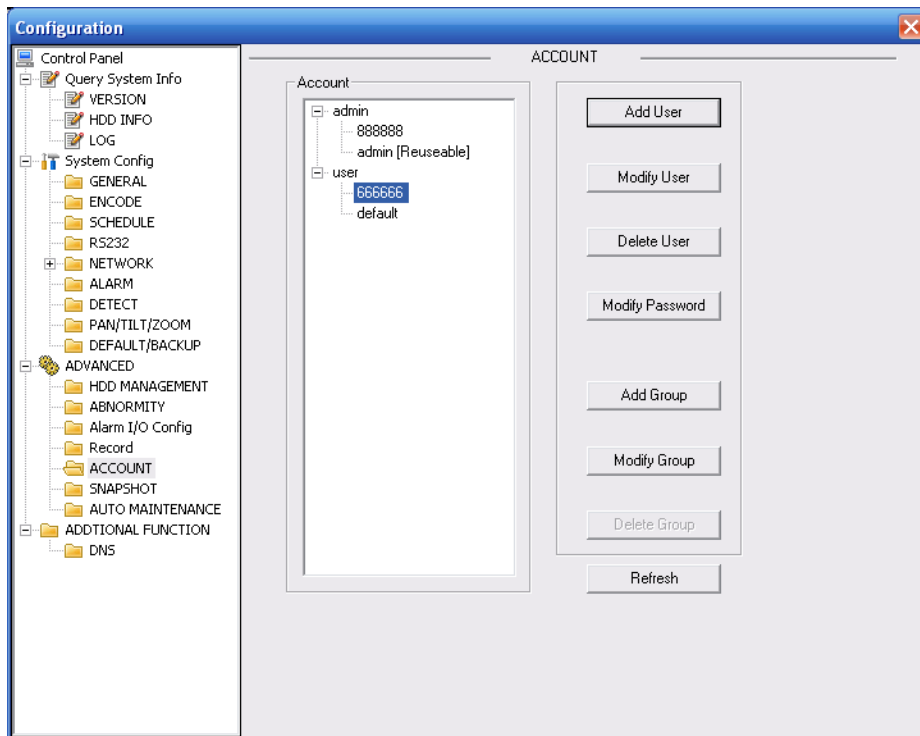 Configuration
Control Panel
Query System Info
VERSION
HDD INFO
LOG
System Config
GENERAL
ENCODE
SCHEDULE
RS232
NETWORK
ALARM
DETECT
PAN/TILT/ZOOM
DEFAULT/BACKUP
ADVANCED
HDD MANAGEMENT
ABNORMITY
Alarm I/O Config
Record
ACCOUNT
SNAPSHOT
AUTO MAINTENANCE
ADDTIONAL FUNCTION
DNS
ACCOUNT
Account
admin
888888
admin [Reuseable]
user
666666
default
Add User
Modify User
Delete User
Modify Password
Add Group
Modify Group
Delete Group
Refresh